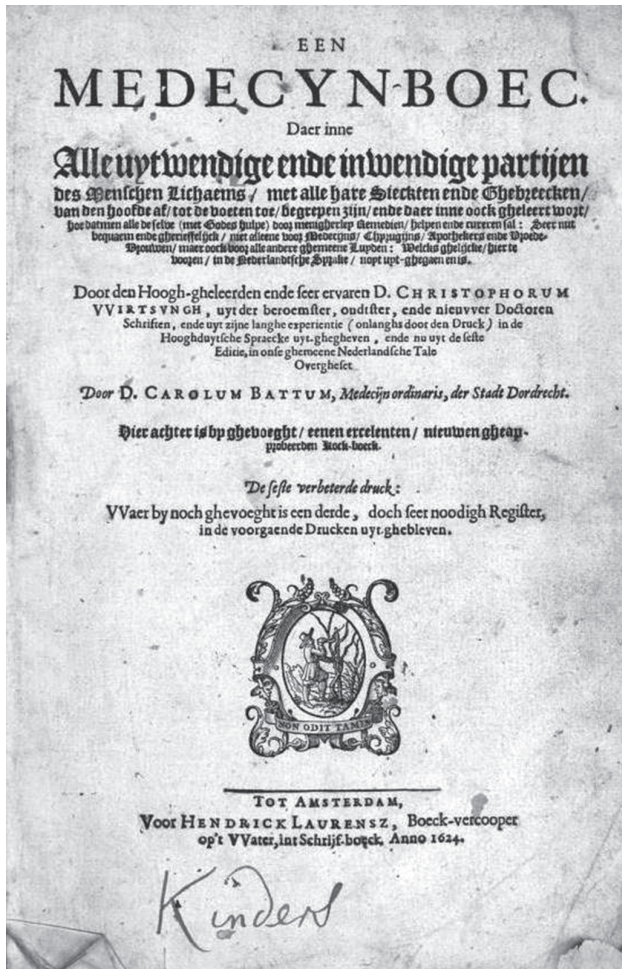 EEN
MEDECYN-BOEC.
Daer inne
Alle uytwendige ende inwendige partijen
des Menschen Lichaems / met alle hare Sieckten ende Ghebreecken /
van den hoofde af / tot de voeten toe / begrepen zijn / ende daer inne oock gheleert wort /
hoe datmen alle de selve (met Godes hulpe) door menigherley Remedien / helpen ende cureren sal : Seer nut
bequaem ende gherieffelijck / niet alleene voor Medecyns / Chyrugijns / Apothekers ende Vroede-
Vrouwen / maer oock voor alle andere ghemeene Luyden : Welcks ghelijcke / hier te
vooren / in de Nederlandtsche Sprake / noyt uyt-ghegaen en is.
Door den Hoogh-gheleerden ende seer ervaren D. CHRISTOPHORUM
VVIRTSVNGH, uyt der beroemster, oudtster, ende nieuvver Doctoren
Schriften, ende uyt zijne langhe experientie (onlanghs door den Druck) in de
Hooghduytsche Spraecke uyt-ghegheven, ende nu uyt de seste
Editie, in onse ghemeene Nederlandsche Tale
Overgheset
Door D. CAROLUM BATTUM, Medecijn ordinaris, der Stadt Dordrecht.
Hier achter is by ghevoeght / eenen excelenten / nieuwen gheap-
probeerden Kock-boeck.
De seste verbeterde druck:
VVaer by noch ghevoeght is een derde, doch seer noodigh Register,
in de voorgaende Drucken uyt-ghebleven.
NON ODIT TAMEN
TOT AMSTERDAM,
Voor HENDRICK LAURENSZ, Boeck-vercooper
op't VVater, int Schrijf-boeck, Anno 1624.
Kinders